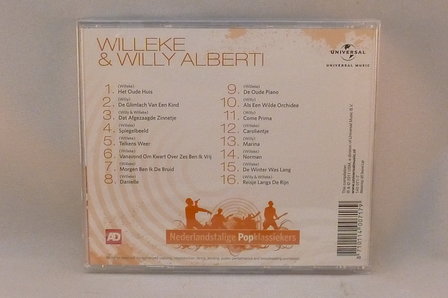 WILLEKE
& WILLY ALBERTI
UNIVERSAL
UNIVERSAL MUSIC
1. (Willeke)
Het Oude Huis
2. (Willy)
De Glimlach Van Een Kind
3. (Willy & Willeke)
Dat Afgezaagde Zinnetje
4. (Willeke)
Spiegelbeeld
5. (Willeke)
Telkens Weer
6. (Willeke)
Vanavond Om Kwart Over Zes Ben Ik Vrij
7. (Willeke)
Morgen Ben Ik De Bruid
8. (Willeke)
Danielle
9 (Willeke)
De Oude Piano
10. (Willy)
Als Een Wilde Orchidee
11. (Willy)
Come Prima
12. (Willeke)
Carolientje
13. (Willy)
Marina
14. (Willeke)
Norman
15. (Willeke)
De Winter Was Lang
16. (Willy & Willeke)
Reisje Langs De Rijn
AD
Nederlandstalige Popklassiekers